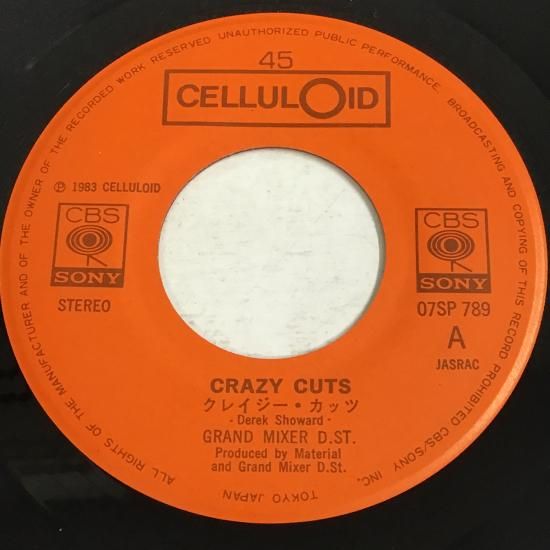 ALL RIGHTS OF THE MANUFACTURER AND OF THE OWNER OF THE RECORDED WORK RESERVED UNAUTHORIZED PUBLIC PERFORMANCE BROADCASTING AND COPYING OF THIS RECORD PROHIBITED CBS/SONY INC.
TOKYO JAPAN
45
CELLULOID
℗ 1983 CELLULOID
CBS
SONY
STEREO
CBS
SONY
07SP 789
A
JASRAC
CRAZY CUTS
クレイジー・カッツ
- Derek Showard -
GRAND MIXER D.ST.
Produced by Material
and Grand Mixer D.St.